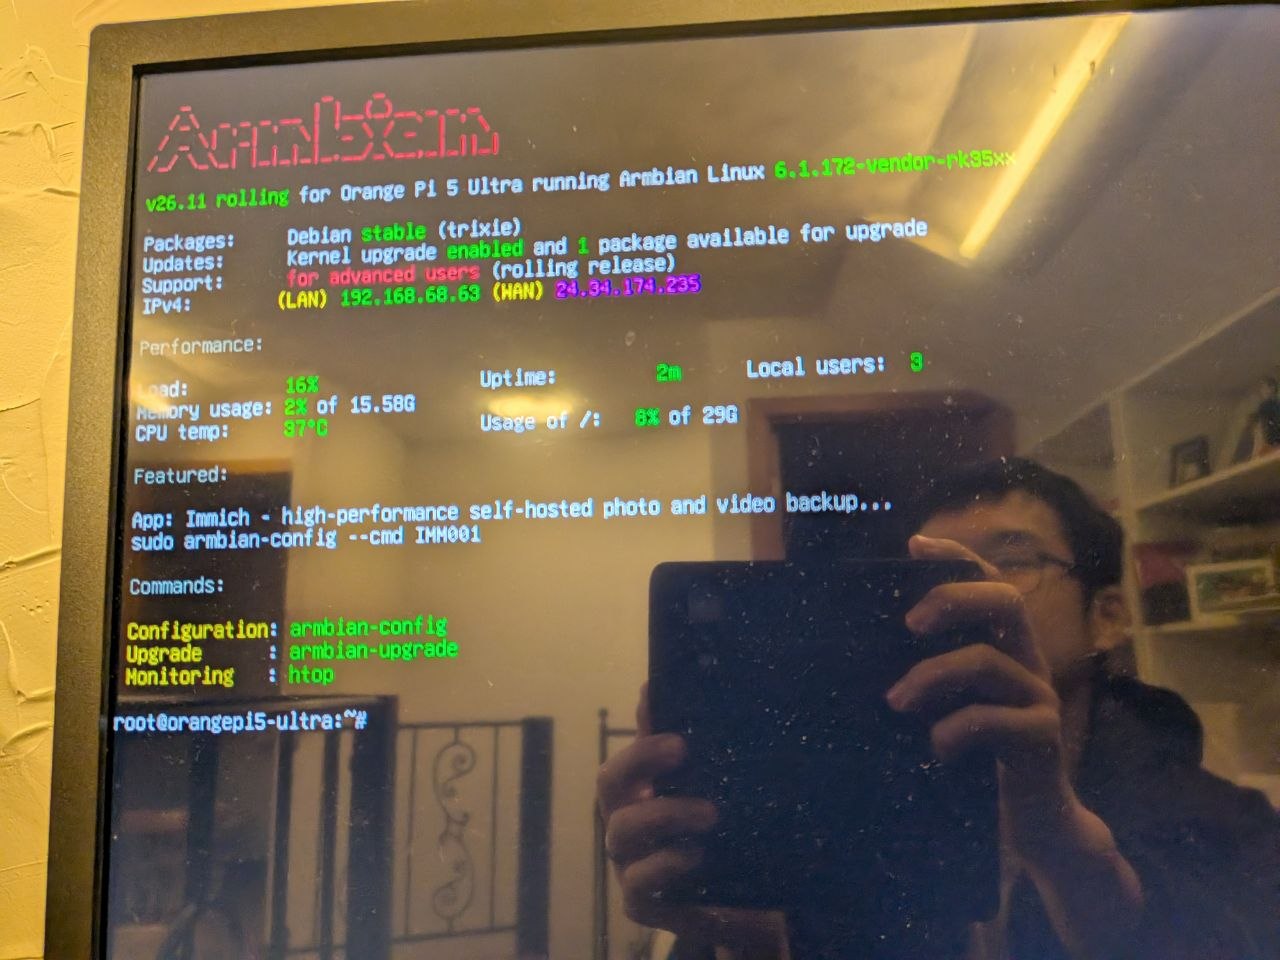 Armbian
v26.11 rolling for Orange Pi 5 Ultra running Armbian Linux 6.1.172-vendor-rk35xx
Packages: Debian stable (trixie)
Updates: Kernel upgrade enabled and 1 package available for upgrade
Support: for advanced users (rolling release)
IPv4: (LAN) 192.168.68.63 (WAN) 24.34.174.235
Performance:
Load: 16% Uptime: 2m Local users: 3
Memory usage: 2% of 15.58G
CPU temp: 37°C Usage of /: 8% of 29G
Featured:
App: Immich - high-performance self-hosted photo and video backup...
sudo armbian-config --cmd IMM001
Commands:
Configuration: armbian-config
Upgrade : armbian-upgrade
Monitoring : htop
root@orangepi5-ultra:~#